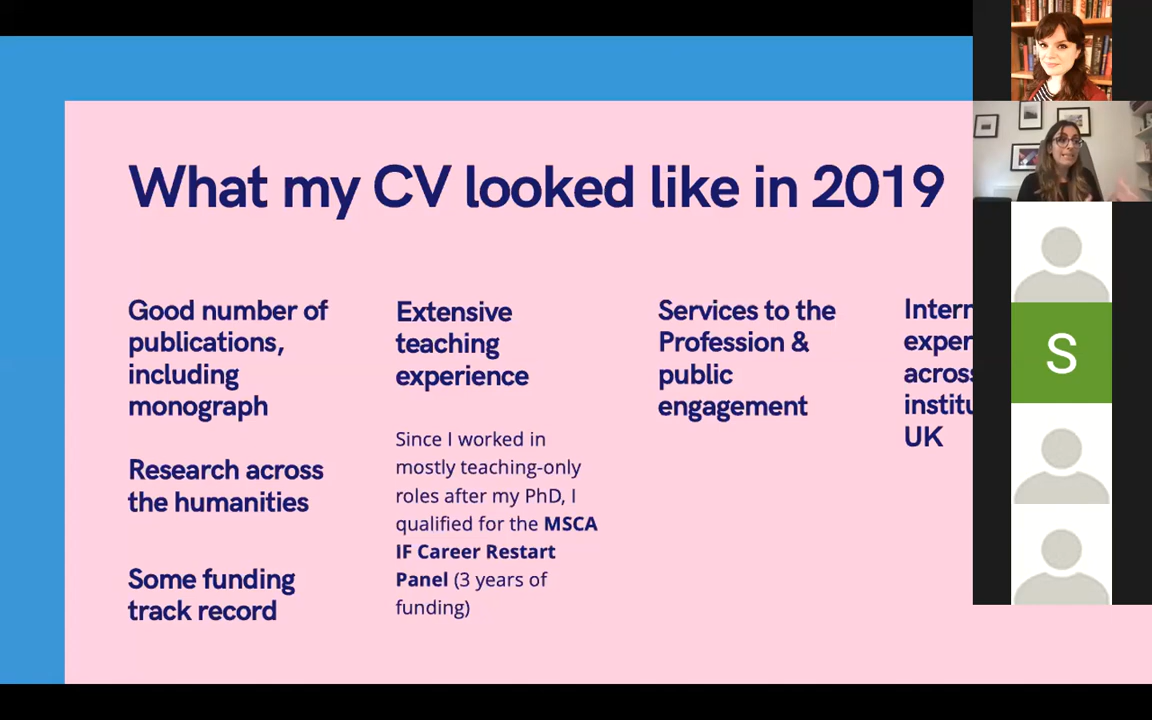 What my CV looked like in 2019
Good number of
publications,
including
monograph
Research across
the humanities
Some funding
track record
Extensive
teaching
experience
Since I worked in
mostly teaching-only
roles after my PhD, I
qualified for the MSCA
IF Career Restart
Panel (3 years of
funding)
Services to the
Profession &
public
engagement
UK
S